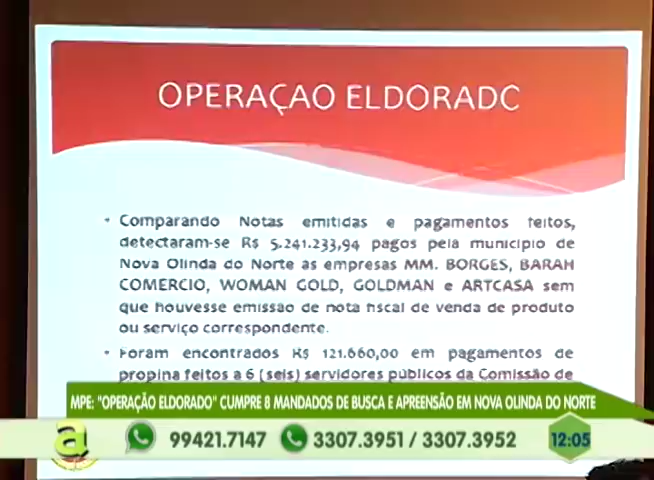 OPERAÇAO ELDORADO
• Comparando Notas emitidas e pagamentos feitos,
detectaram-se R$ 5.241.233,94 pagos pela município de
Nova Olinda do Norte as empresas MM. BORGES, BARAH
COMERCIO, WOMAN GOLD, GOLDMAN e ARTCASA sem
que houvesse emissão de nota fiscal de venda de produto
ou serviço correspondente.
• Foram encontrados R$ 121.660,00 em pagamentos de
propina feitos a 6 (seis) servidores públicos da Comissão de
MPE: "OPERAÇÃO ELDORADO" CUMPRE 8 MANDADOS DE BUSCA E APREENSÃO EM NOVA OLINDA DO NORTE
a 99421.7147 3307.3951 / 3307.3952 12:05